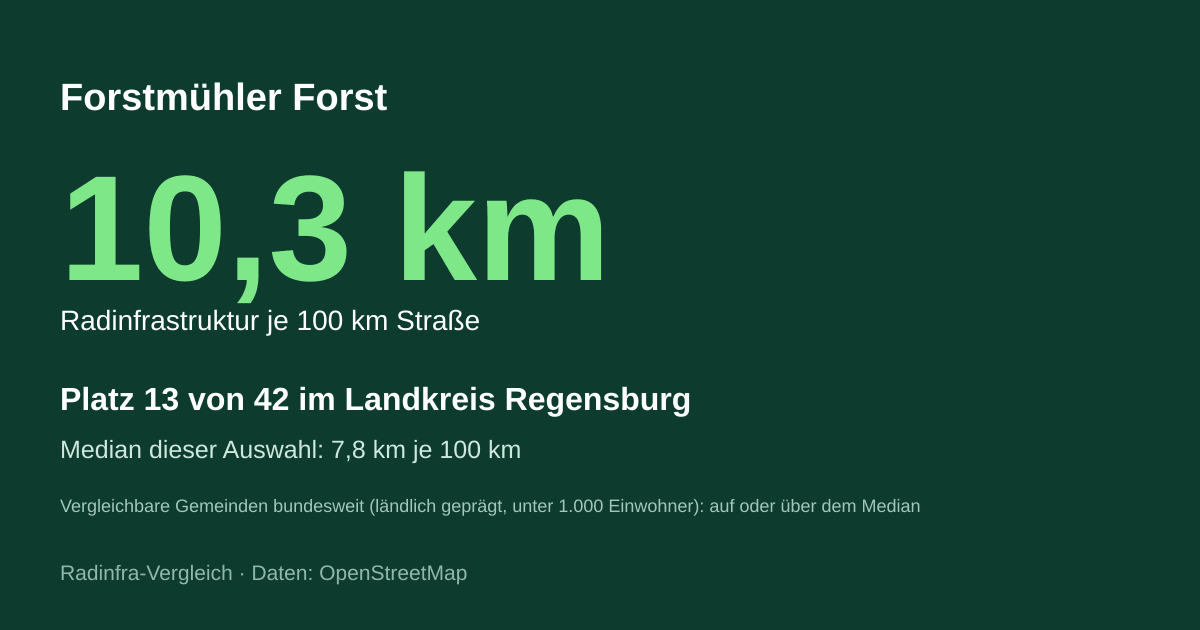 Forstmühler Forst
10,3 km
Radinfrastruktur je 100 km Straße
Platz 13 von 42 im Landkreis Regensburg
Median dieser Auswahl: 7,8 km je 100 km
Vergleichbare Gemeinden bundesweit (ländlich geprägt, unter 1.000 Einwohner): auf oder über dem Median
Radinfra-Vergleich · Daten: OpenStreetMap